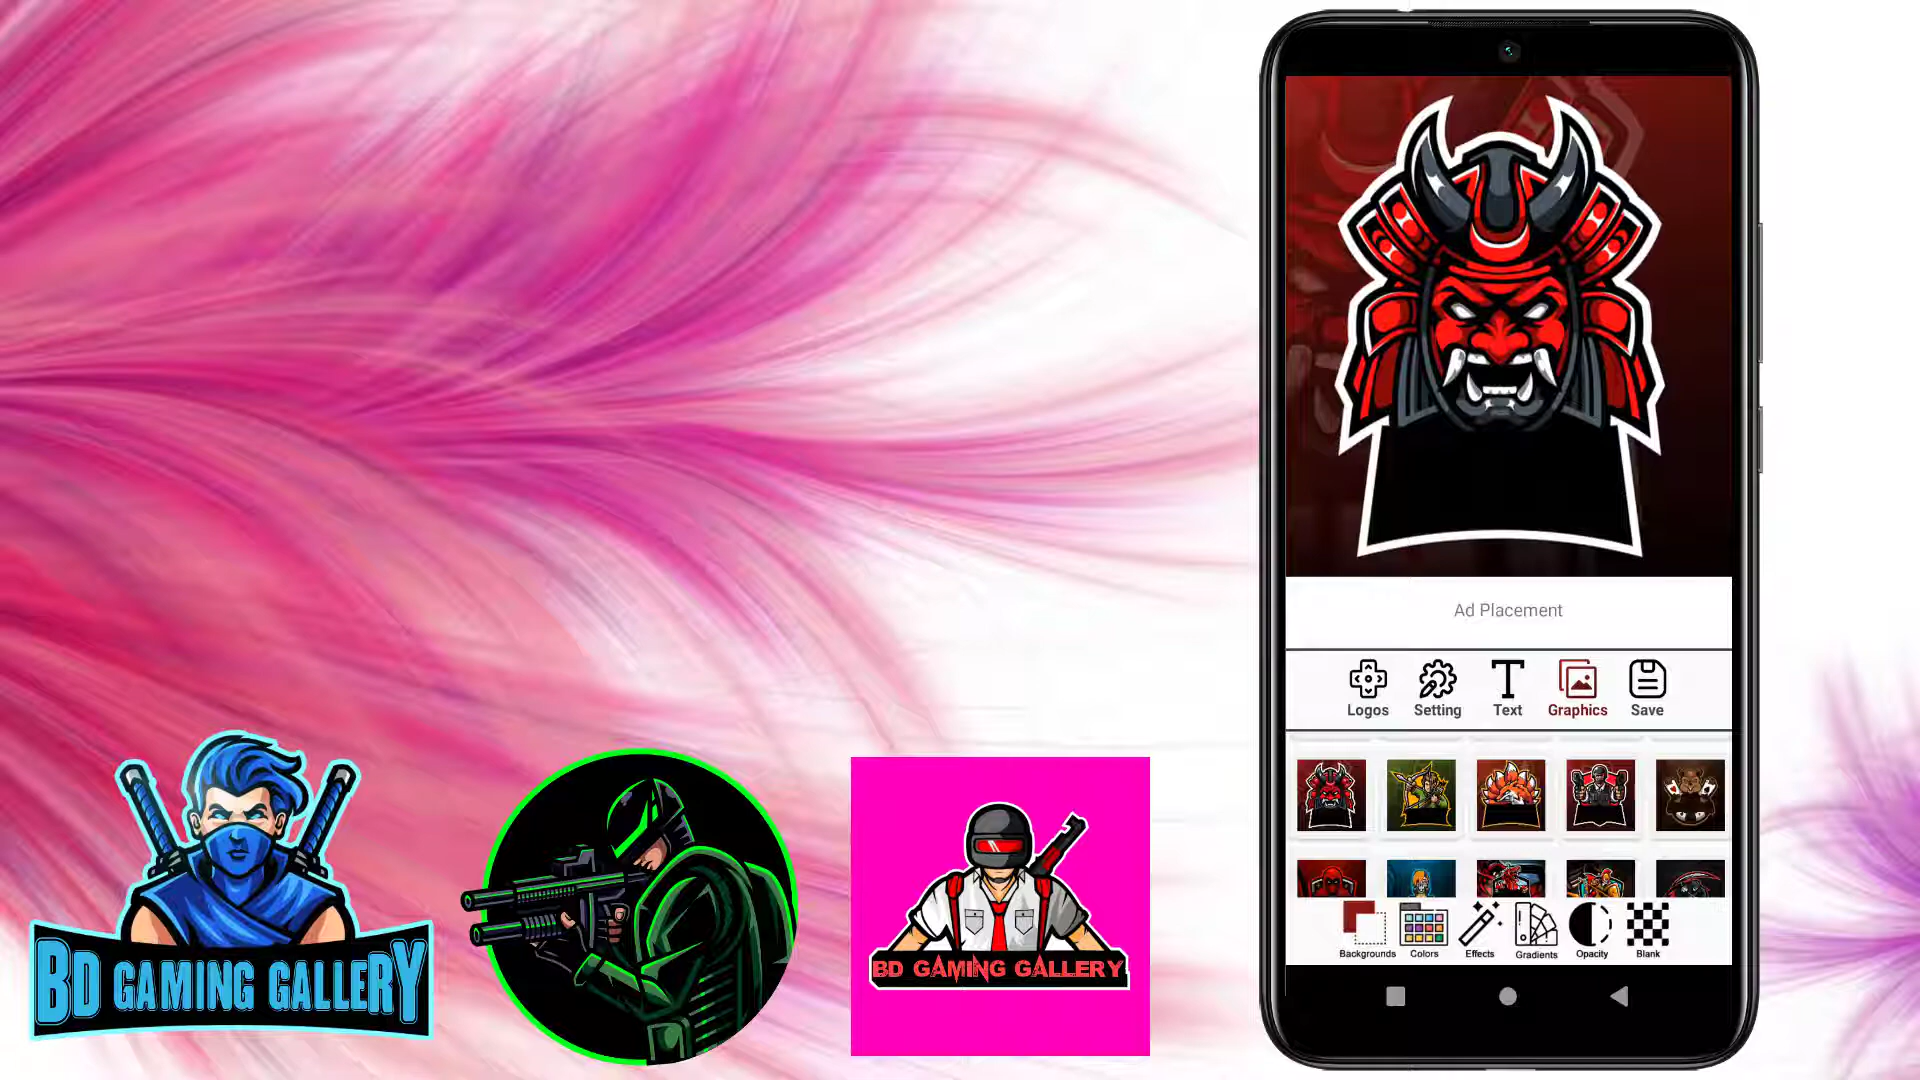 Ad Placement
Logos Setting Text Graphics Save
Backgrounds Colors Effects Gradients Opacity Blank
BD GAMING GALLERY
BD GAMING GALLERY